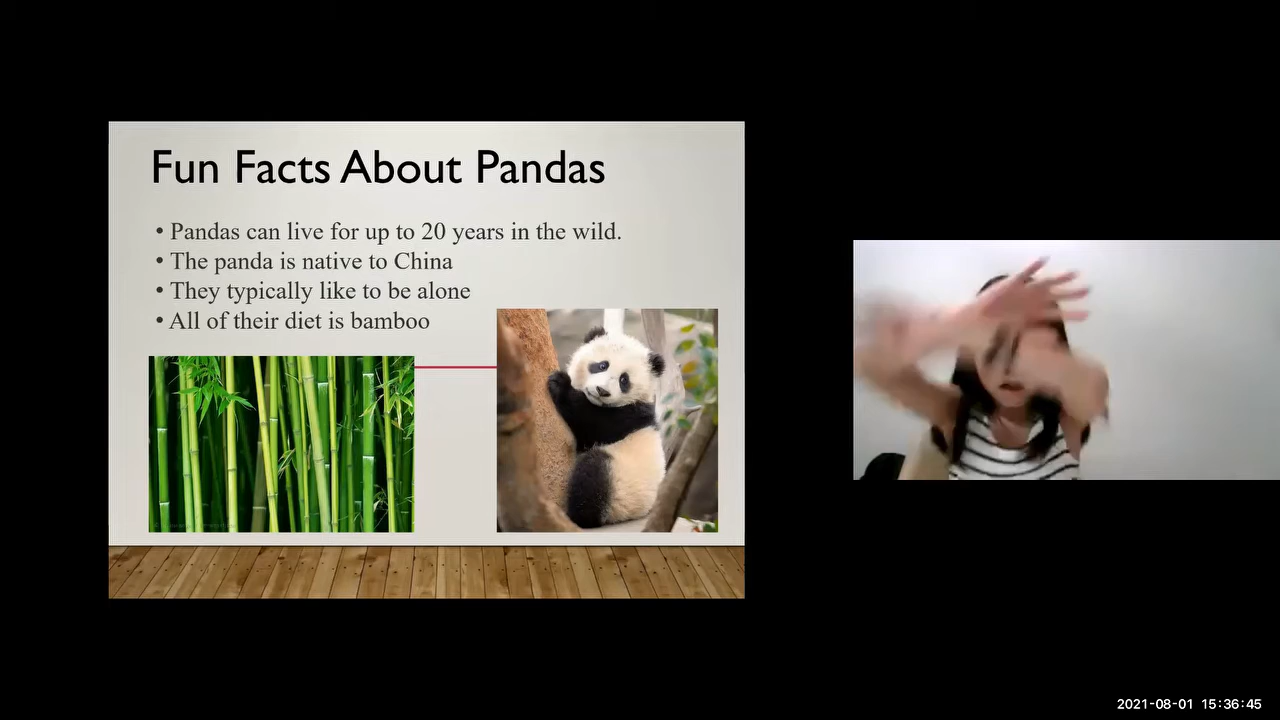 Fun Facts About Pandas
• Pandas can live for up to 20 years in the wild.
• The panda is native to China
• They typically like to be alone
• All of their diet is bamboo
2021-08-01 15:36:45